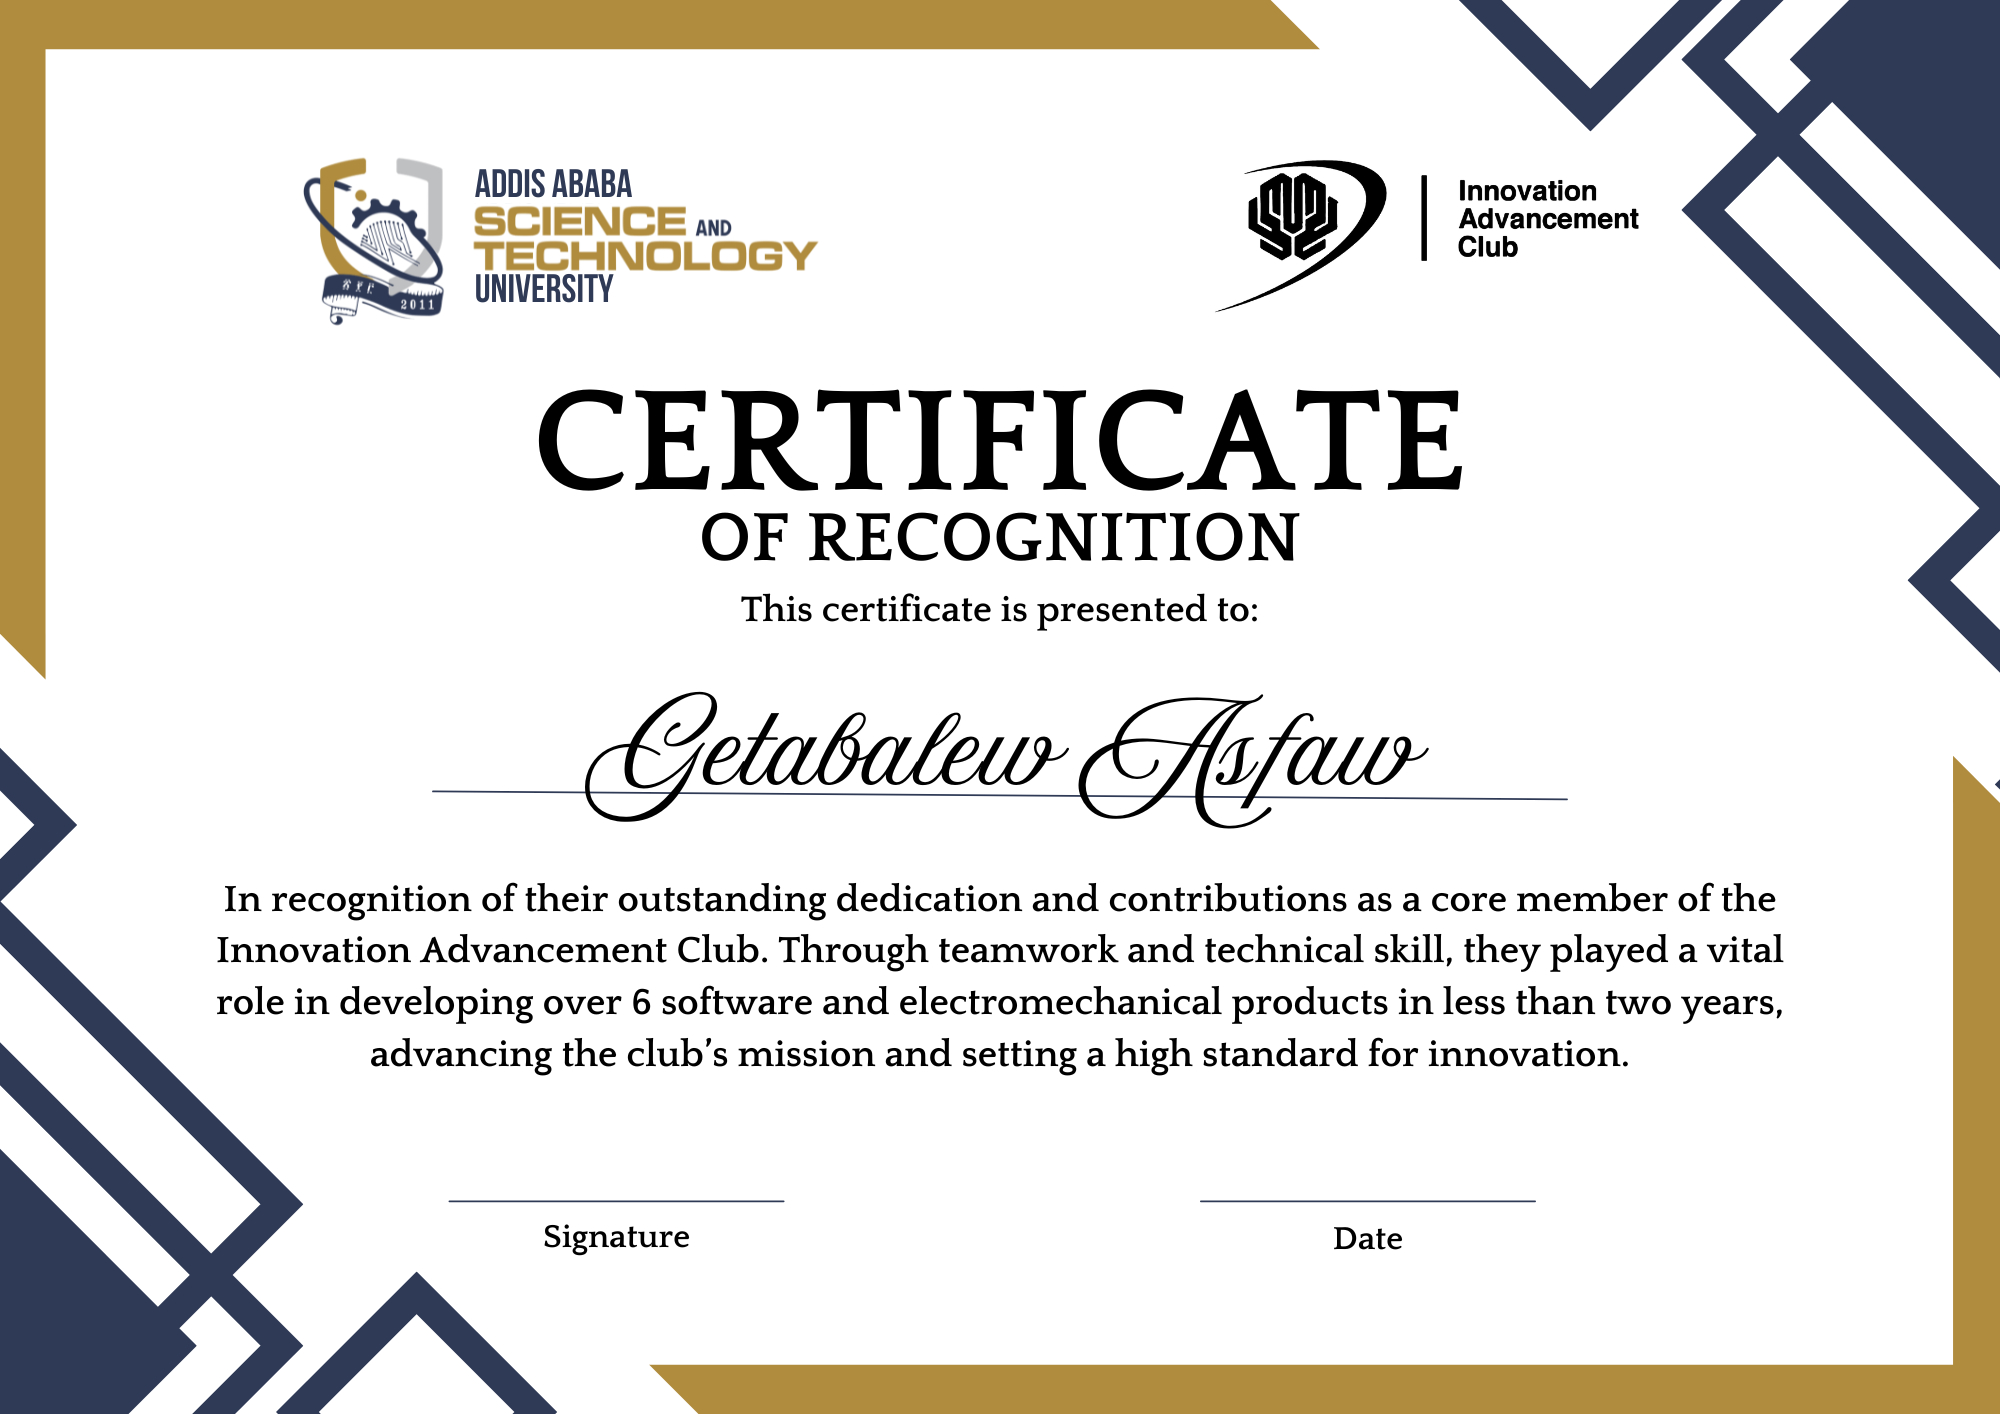 ADDIS ABABA
SCIENCE AND
TECHNOLOGY
UNIVERSITY
2011
Innovation
Advancement
Club
CERTIFICATE
OF RECOGNITION
This certificate is presented to:
Getabalew Asfaw
In recognition of their outstanding dedication and contributions as a core member of the
Innovation Advancement Club. Through teamwork and technical skill, they played a vital
role in developing over 6 software and electromechanical products in less than two years,
advancing the club’s mission and setting a high standard for innovation.
Signature
Date